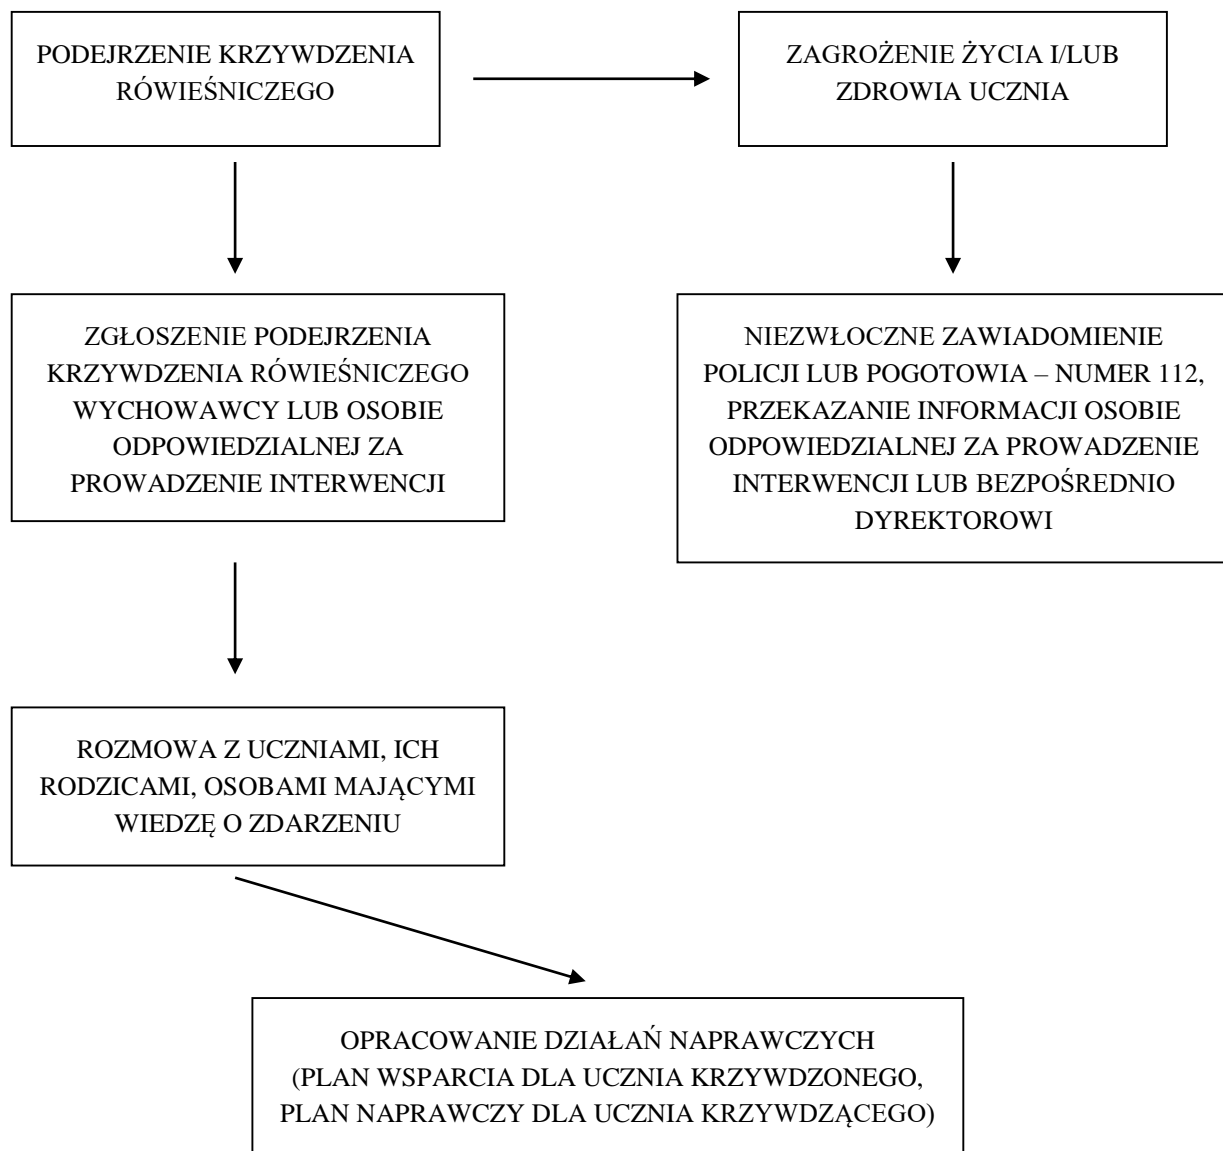 PODEJRZENIE KRZYWDZENIA
RÓWIEŚNICZEGO
ZAGROŻENIE ŻYCIA I/LUB
ZDROWIA UCZNIA
ZGŁOSZENIE PODEJRZENIA
KRZYWDZENIA RÓWIEŚNICZEGO
WYCHOWAWCY LUB OSOBIE
ODPOWIEDZIALNEJ ZA
PROWADZENIE INTERWENCJI
NIEZWŁOCZNE ZAWIADOMIENIE
POLICJI LUB POGOTOWIA – NUMER 112,
PRZEKAZANIE INFORMACJI OSOBIE
ODPOWIEDZIALNEJ ZA PROWADZENIE
INTERWENCJI LUB BEZPOŚREDNIO
DYREKTOROWI
ROZMOWA Z UCZNIAMI, ICH
RODZICAMI, OSOBAMI MAJĄCYMI
WIEDZĘ O ZDARZENIU
OPRACOWANIE DZIAŁAŃ NAPRAWCZYCH
(PLAN WSPARCIA DLA UCZNIA KRZYWDZONEGO,
PLAN NAPRAWCZY DLA UCZNIA KRZYWDZĄCEGO)